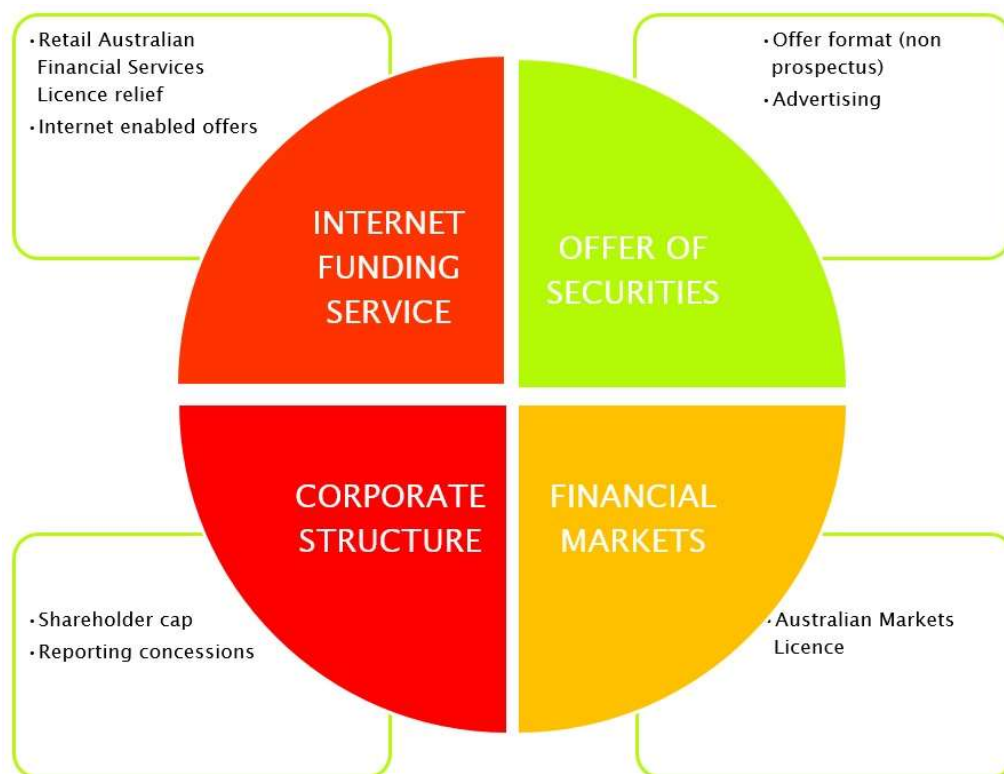 ·Retail Australian
Financial Services
Licence relief
·Internet enabled offers
·Offer format (non
prospectus)
·Advertising
INTERNET
FUNDING
SERVICE
OFFER OF
SECURITIES
CORPORATE
STRUCTURE
FINANCIAL
MARKETS
·Shareholder cap
·Reporting concessions
·Australian Markets
Licence